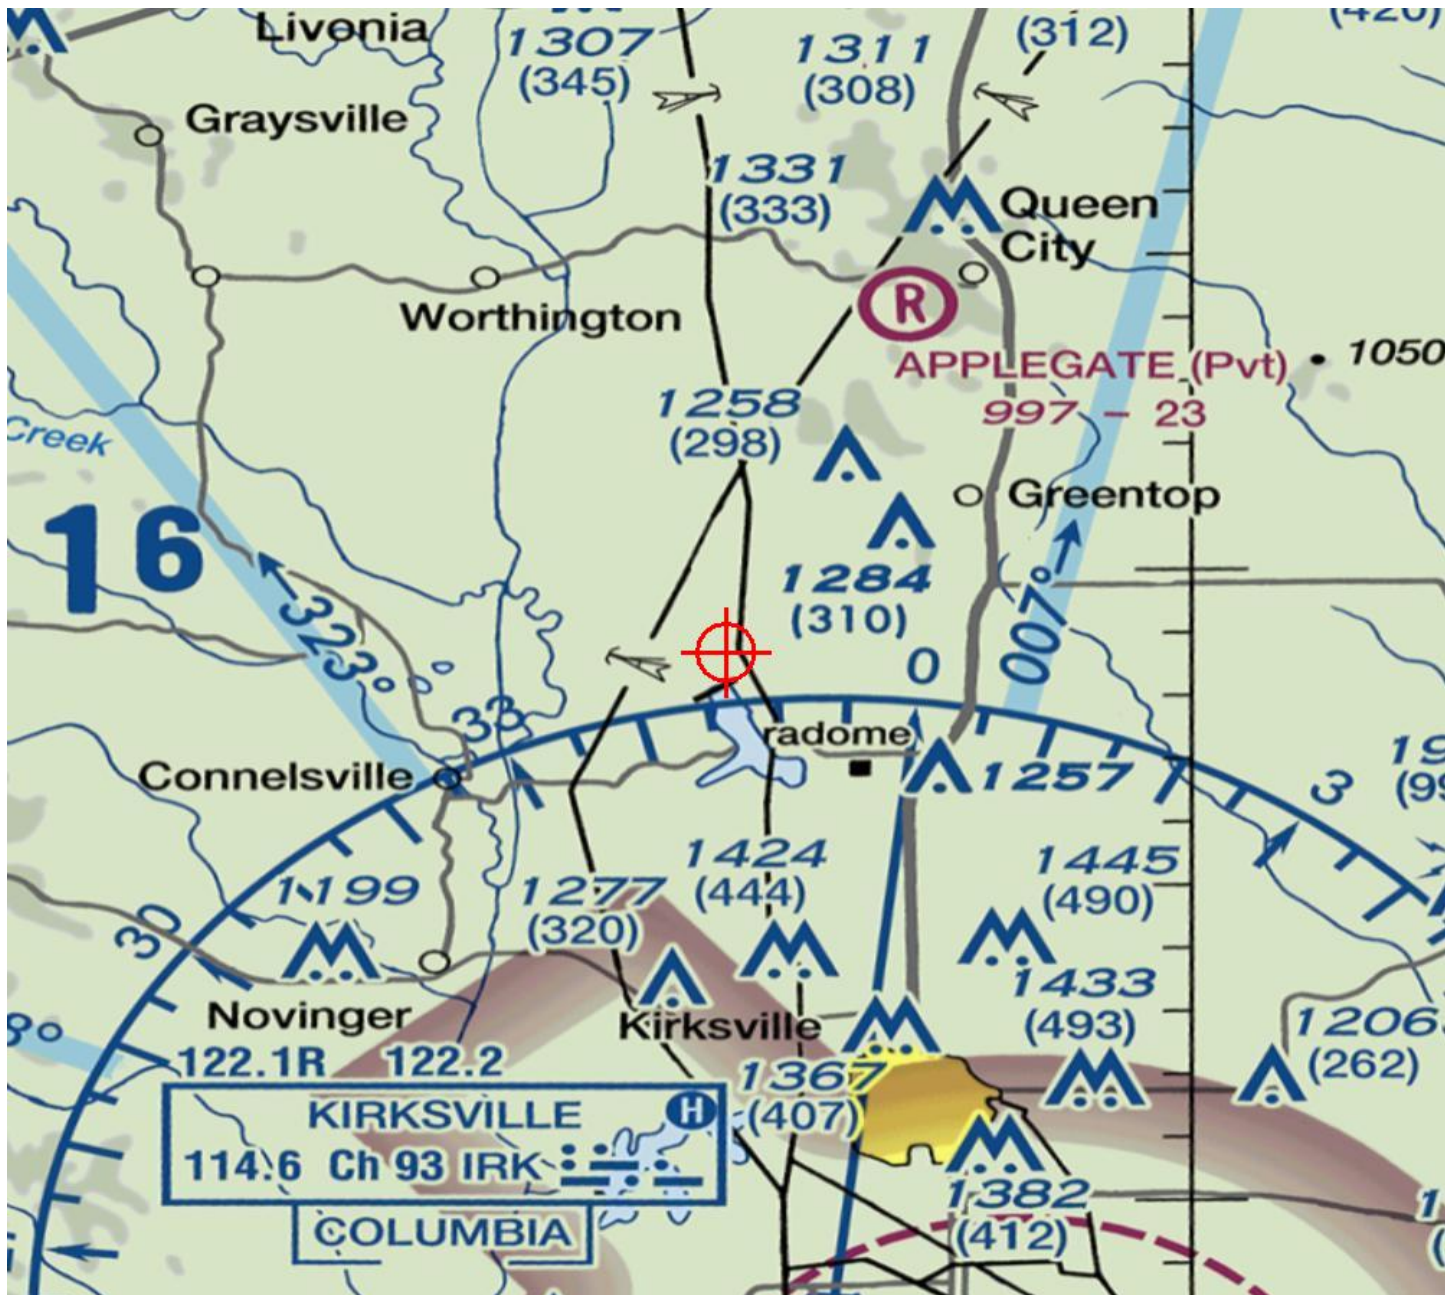 Livonia
1307
(345)
1311
(308)
(312)
(420)
Graysville
1331
(333)
Queen
City
Worthington
R
APPLEGATE (Pvt)
997 – 23
1050
1258
(298)
Creek
Greentop
16
1284
(310)
323°
007°
0
33
radome
Connelsville
1257
3
1424
(444)
1445
(490)
1199
1277
(320)
30
1433
(493)
Novinger
Kirksville
1206
(262)
122.1R 122.2
1367
(407)
KIRKSVILLE
H
114.6 Ch 93 IRK
COLUMBIA
1382
(412)